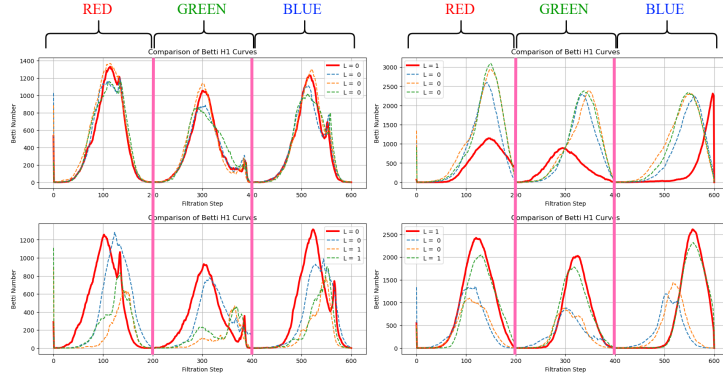 RED GREEN BLUE RED GREEN BLUE
Comparison of Betti H1 Curves
1400
1200
1000
800
600
400
200
0
Betti Number
L = 0
L = 0
L = 0
L = 0
0 100 200 300 400 500 600
Filtration Step
Comparison of Betti H1 Curves
3000
2500
2000
1500
1000
500
0
Betti Number
L = 1
L = 0
L = 0
L = 0
0 100 200 300 400 500 600
Filtration Step
Comparison of Betti H1 Curves
1200
1000
800
600
400
200
0
Betti Number
L = 0
L = 0
L = 1
L = 1
0 100 200 300 400 500 600
Filtration Step
Comparison of Betti H1 Curves
2500
2000
1500
1000
500
0
Betti Number
L = 1
L = 0
L = 0
L = 1
0 100 200 300 400 500 600
Filtration Step